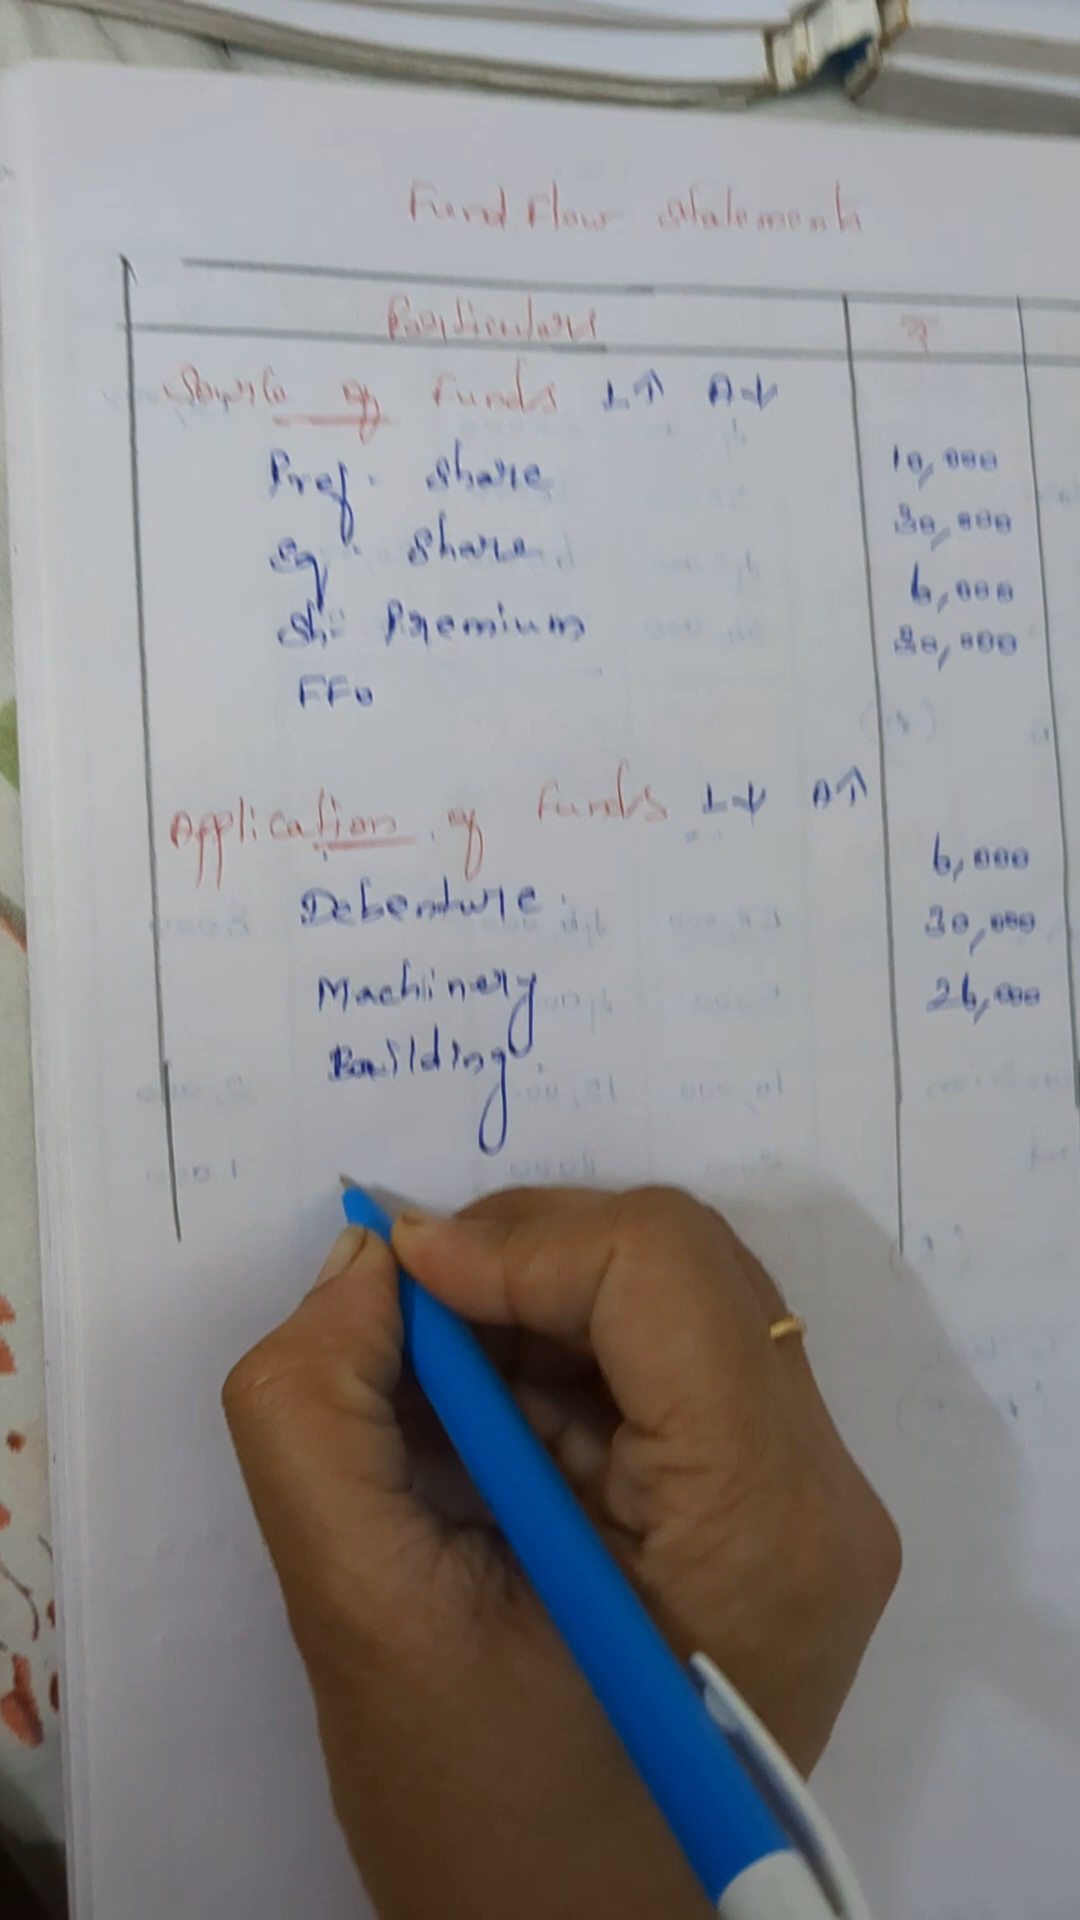 Fund Flow Statements
Particulars ₹
Source of Funds L↑ A↓
Pref. Share 10,000
Eq. Share 30,000
Sh: Premium 6,000
FFO 30,000
Application of Funds L↓ A↑
Debenture 6,000
Machinery 30,000
Building 26,000